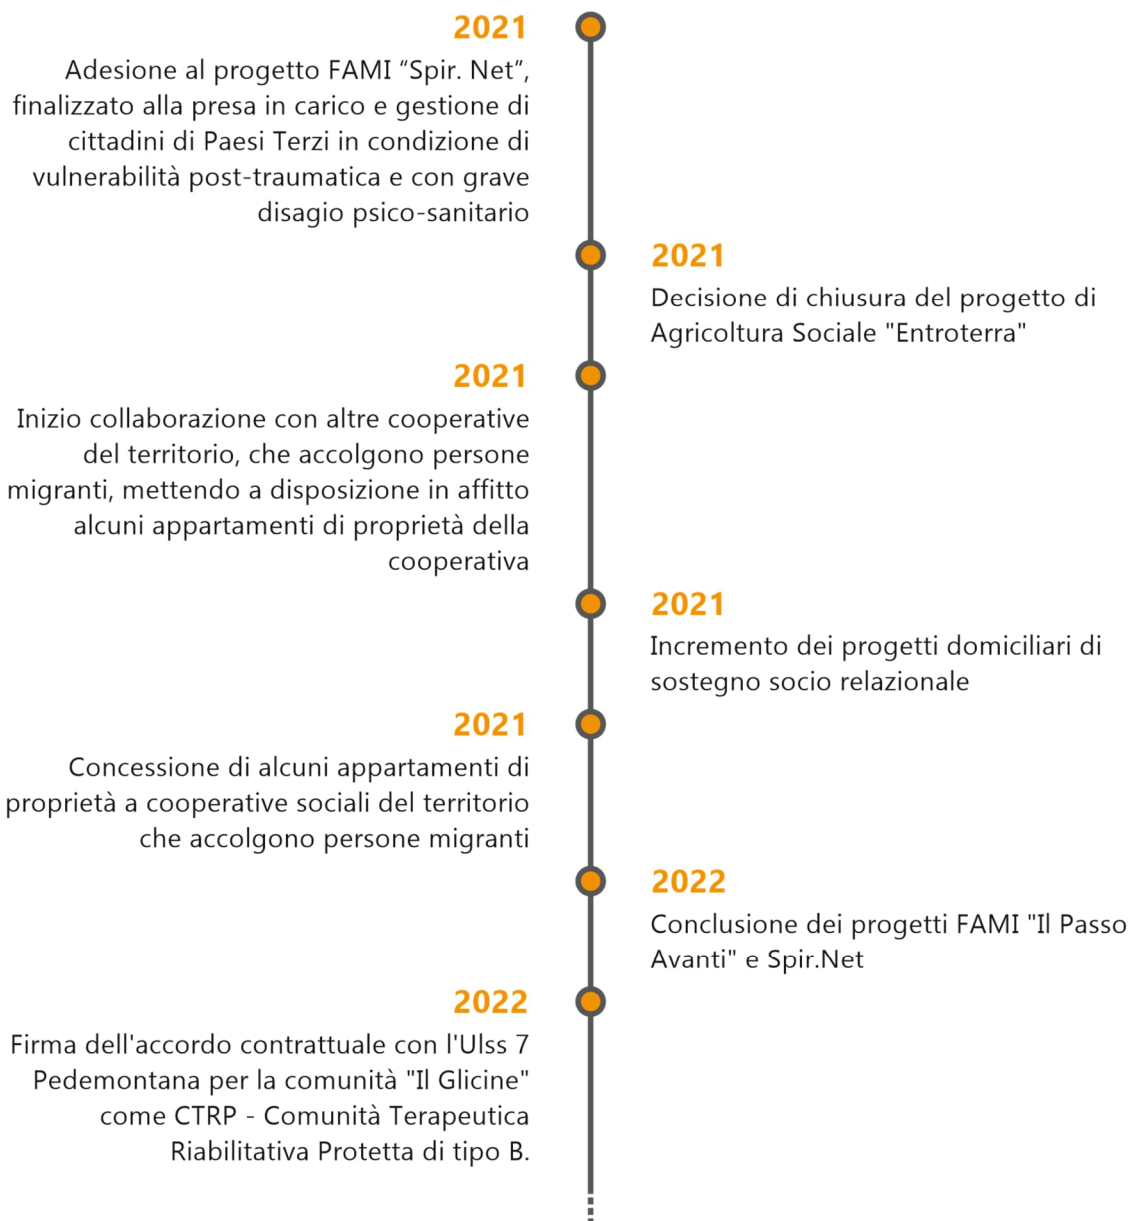 2021
Adesione al progetto FAMI “Spir. Net”,
finalizzato alla presa in carico e gestione di
cittadini di Paesi Terzi in condizione di
vulnerabilità post-traumatica e con grave
disagio psico-sanitario
2021
Decisione di chiusura del progetto di
Agricoltura Sociale "Entroterra"
2021
Inizio collaborazione con altre cooperative
del territorio, che accolgono persone
migranti, mettendo a disposizione in affitto
alcuni appartamenti di proprietà della
cooperativa
2021
Incremento dei progetti domiciliari di
sostegno socio relazionale
2021
Concessione di alcuni appartamenti di
proprietà a cooperative sociali del territorio
che accolgono persone migranti
2022
Conclusione dei progetti FAMI "Il Passo
Avanti" e Spir.Net
2022
Firma dell'accordo contrattuale con l'Ulss 7
Pedemontana per la comunità "Il Glicine"
come CTRP - Comunità Terapeutica
Riabilitativa Protetta di tipo B.